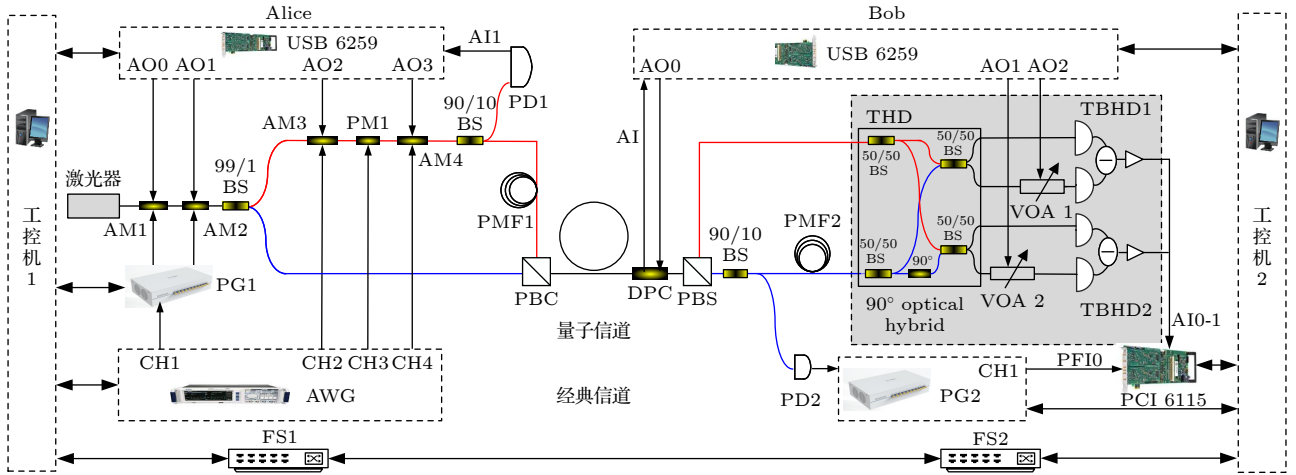 Alice
Bob
USB 6259
AI1
USB 6259
AO0
AO1
AO2
AO3
PD1
AO0
AO1
AO2
90/10
BS
TBHD1
THD
AM3
PM1
AM4
AI
50/50
BS
50/50
BS
99/1
BS
激光器
VOA 1
PMF1
PMF2
AM1
AM2
90/10
BS
50/50
BS
50/50
BS
90°
工控机 1
工控机 2
PG1
PBC
DPC
PBS
VOA 2
TBHD2
90° optical
hybrid
量子信道
AI0-1
CH1
CH2
CH3
CH4
CH1
PFI0
AWG
经典信道
PD2
PG2
PCI 6115
FS1
FS2